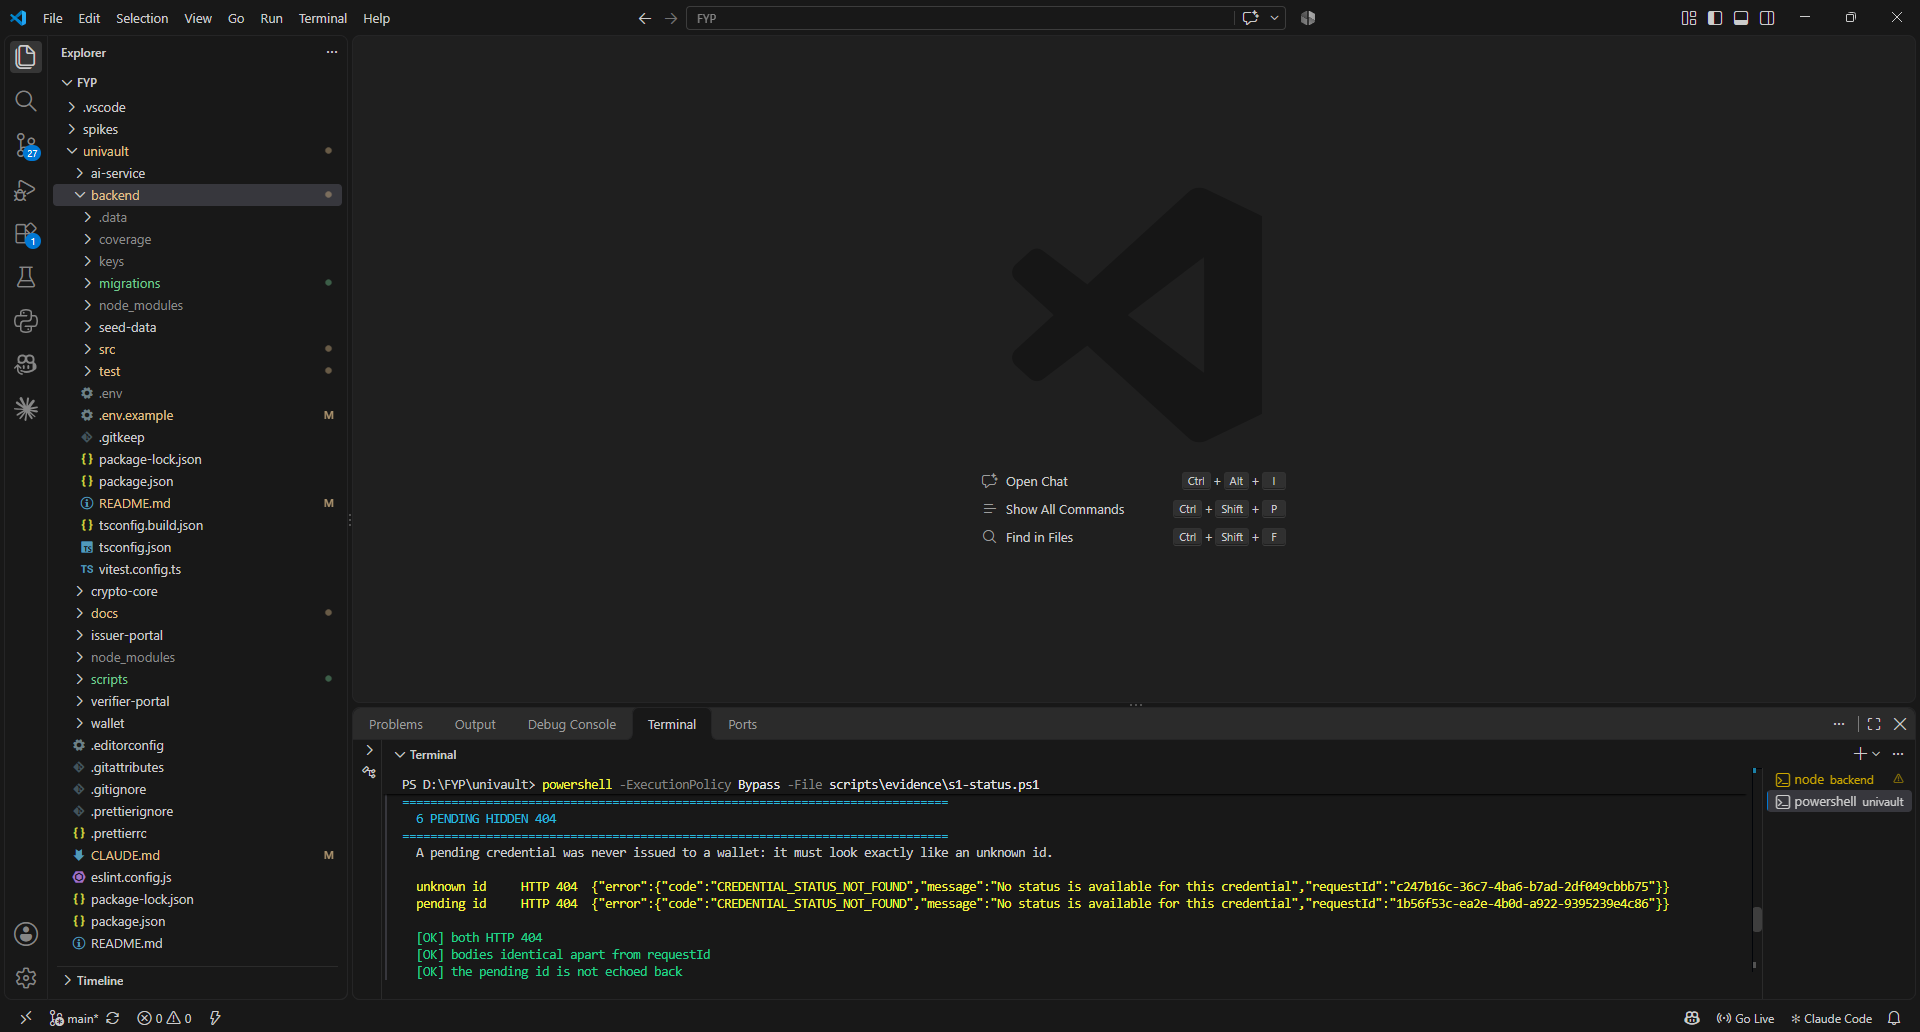 File Edit Selection View Go Run Terminal Help
FYP
Explorer
FYP
.vscode
spikes
27
univault
ai-service
backend
.data
1
coverage
keys
migrations
node_modules
seed-data
src
test
.env
.env.example M
.gitkeep
package-lock.json
package.json
README.md M
tsconfig.build.json
TS tsconfig.json
TS vitest.config.ts
crypto-core
docs
issuer-portal
node_modules
scripts
verifier-portal
wallet
.editorconfig
.gitattributes
.gitignore
.prettierignore
.prettierrc
CLAUDE.md M
eslint.config.js
package-lock.json
package.json
README.md
Timeline
Open Chat Ctrl + Alt + I
Show All Commands Ctrl + Shift + P
Find in Files Ctrl + Shift + F
Problems Output Debug Console Terminal Ports
Terminal
PS D:\FYP\univault> powershell -ExecutionPolicy Bypass -File scripts\evidence\s1-status.ps1
==============================================================================
6 PENDING HIDDEN 404
==============================================================================
A pending credential was never issued to a wallet: it must look exactly like an unknown id.
unknown id HTTP 404 {"error":{"code":"CREDENTIAL_STATUS_NOT_FOUND","message":"No status is available for this credential","requestId":"c247b16c-36c7-4ba6-b7ad-2df049cbbb75"}}
pending id HTTP 404 {"error":{"code":"CREDENTIAL_STATUS_NOT_FOUND","message":"No status is available for this credential","requestId":"1b56f53c-ea2e-4b0d-a922-9395239e4c86"}}
[OK] both HTTP 404
[OK] bodies identical apart from requestId
[OK] the pending id is not echoed back
node backend
powershell univault
main* 0 0
Go Live Claude Code